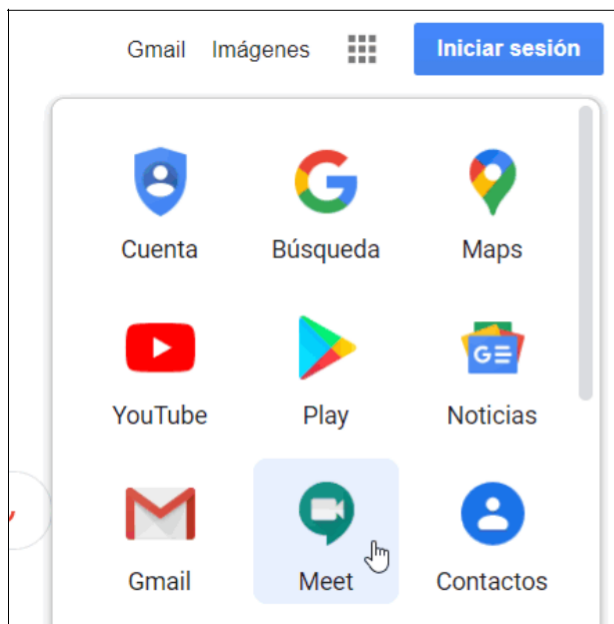 Gmail Imágenes Iniciar sesión
Cuenta Búsqueda Maps
YouTube Play Noticias
Gmail Meet Contactos